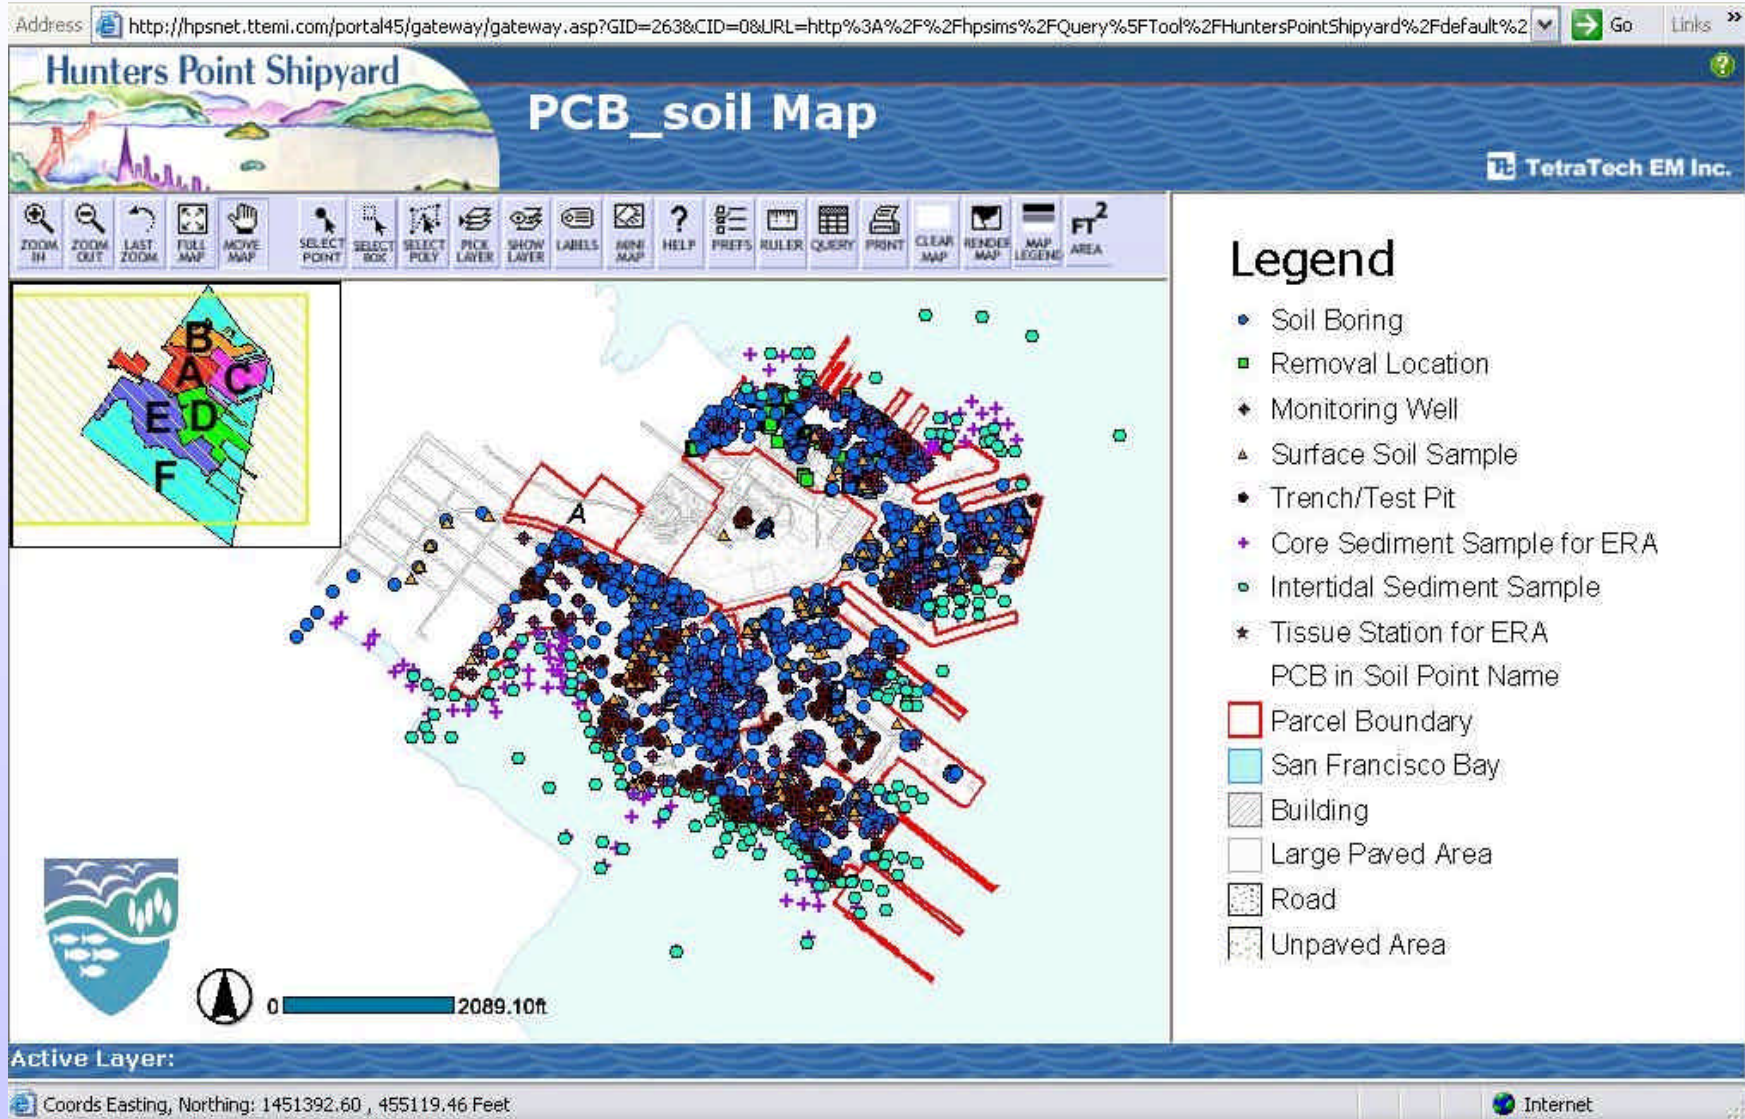 Address http://hpsnet.ttemi.com/portal45/gateway/gateway.asp?GID=263&CID=0&URL=http%3A%2F%2Fhpsims%2FQuery%5FTool%2FHuntersPointShipyard%2Fdefault%2 Go Links »
Hunters Point Shipyard
PCB_soil Map
TetraTech EM Inc.
ZOOM IN
ZOOM OUT
LAST ZOOM
FULL MAP
MOVE MAP
SELECT POINT
SELECT BOX
SELECT POLY
PICK LAYER
SHOW LAYER
LABELS
MINI MAP
? HELP
PREFS
RULER
QUERY
PRINT
CLEAR MAP
RENDER MAP
MAP LEGEND
FT2 AREA
B
A
C
E
D
F
A
Legend
Soil Boring
Removal Location
Monitoring Well
Surface Soil Sample
Trench/Test Pit
Core Sediment Sample for ERA
Intertidal Sediment Sample
Tissue Station for ERA
PCB in Soil Point Name
Parcel Boundary
San Francisco Bay
Building
Large Paved Area
Road
Unpaved Area
0 2089.10ft
Active Layer:
Coords Easting, Northing: 1451392.60 , 455119.46 Feet
Internet